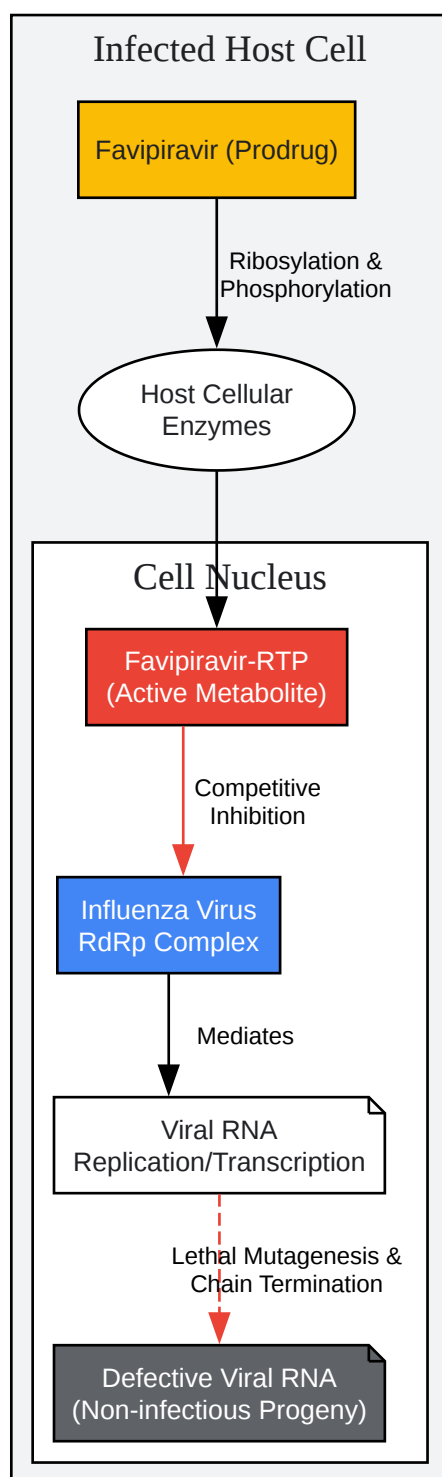 Infected Host Cell
Favipiravir (Prodrug)
Ribosylation &
Phosphorylation
Host Cellular
Enzymes
Cell Nucleus
Favipiravir-RTP
(Active Metabolite)
Competitive
Inhibition
Influenza Virus
RdRp Complex
Mediates
Viral RNA
Replication/Transcription
Lethal Mutagenesis &
Chain Termination
Defective Viral RNA
(Non-infectious Progeny)